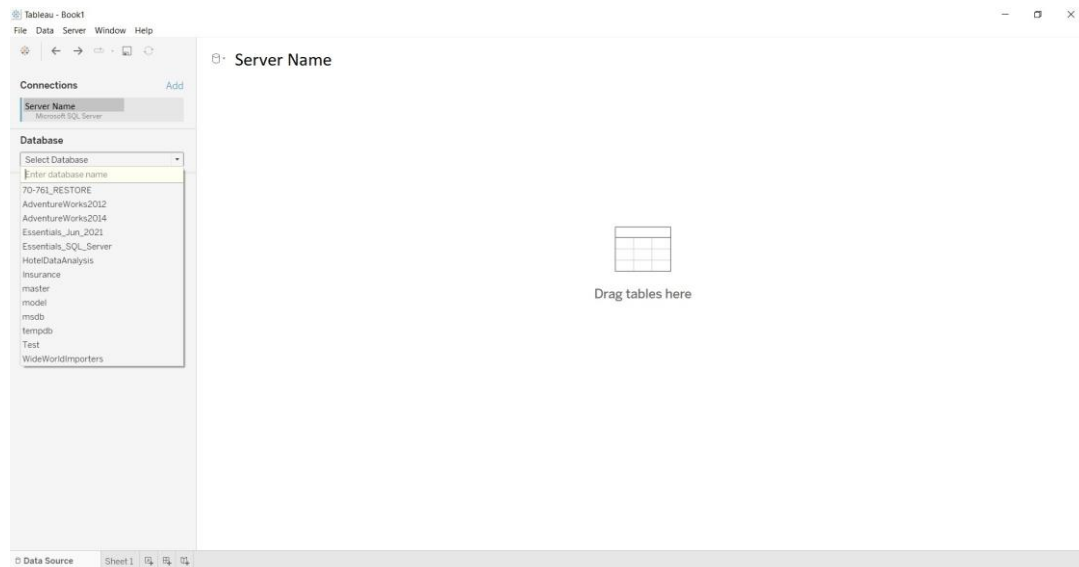 Tableau - Book1
File Data Server Window Help
Server Name
Connections Add
Server Name
Microsoft SQL Server
Database
Select Database
Enter database name
70-761_RESTORE
AdventureWorks2012
AdventureWorks2014
Essentials_Jun_2021
Essentials_SQL_Server
HotelDataAnalysis
Insurance
master
model
msdb
tempdb
Test
WideWorldImporters
Drag tables here
Data Source Sheet 1